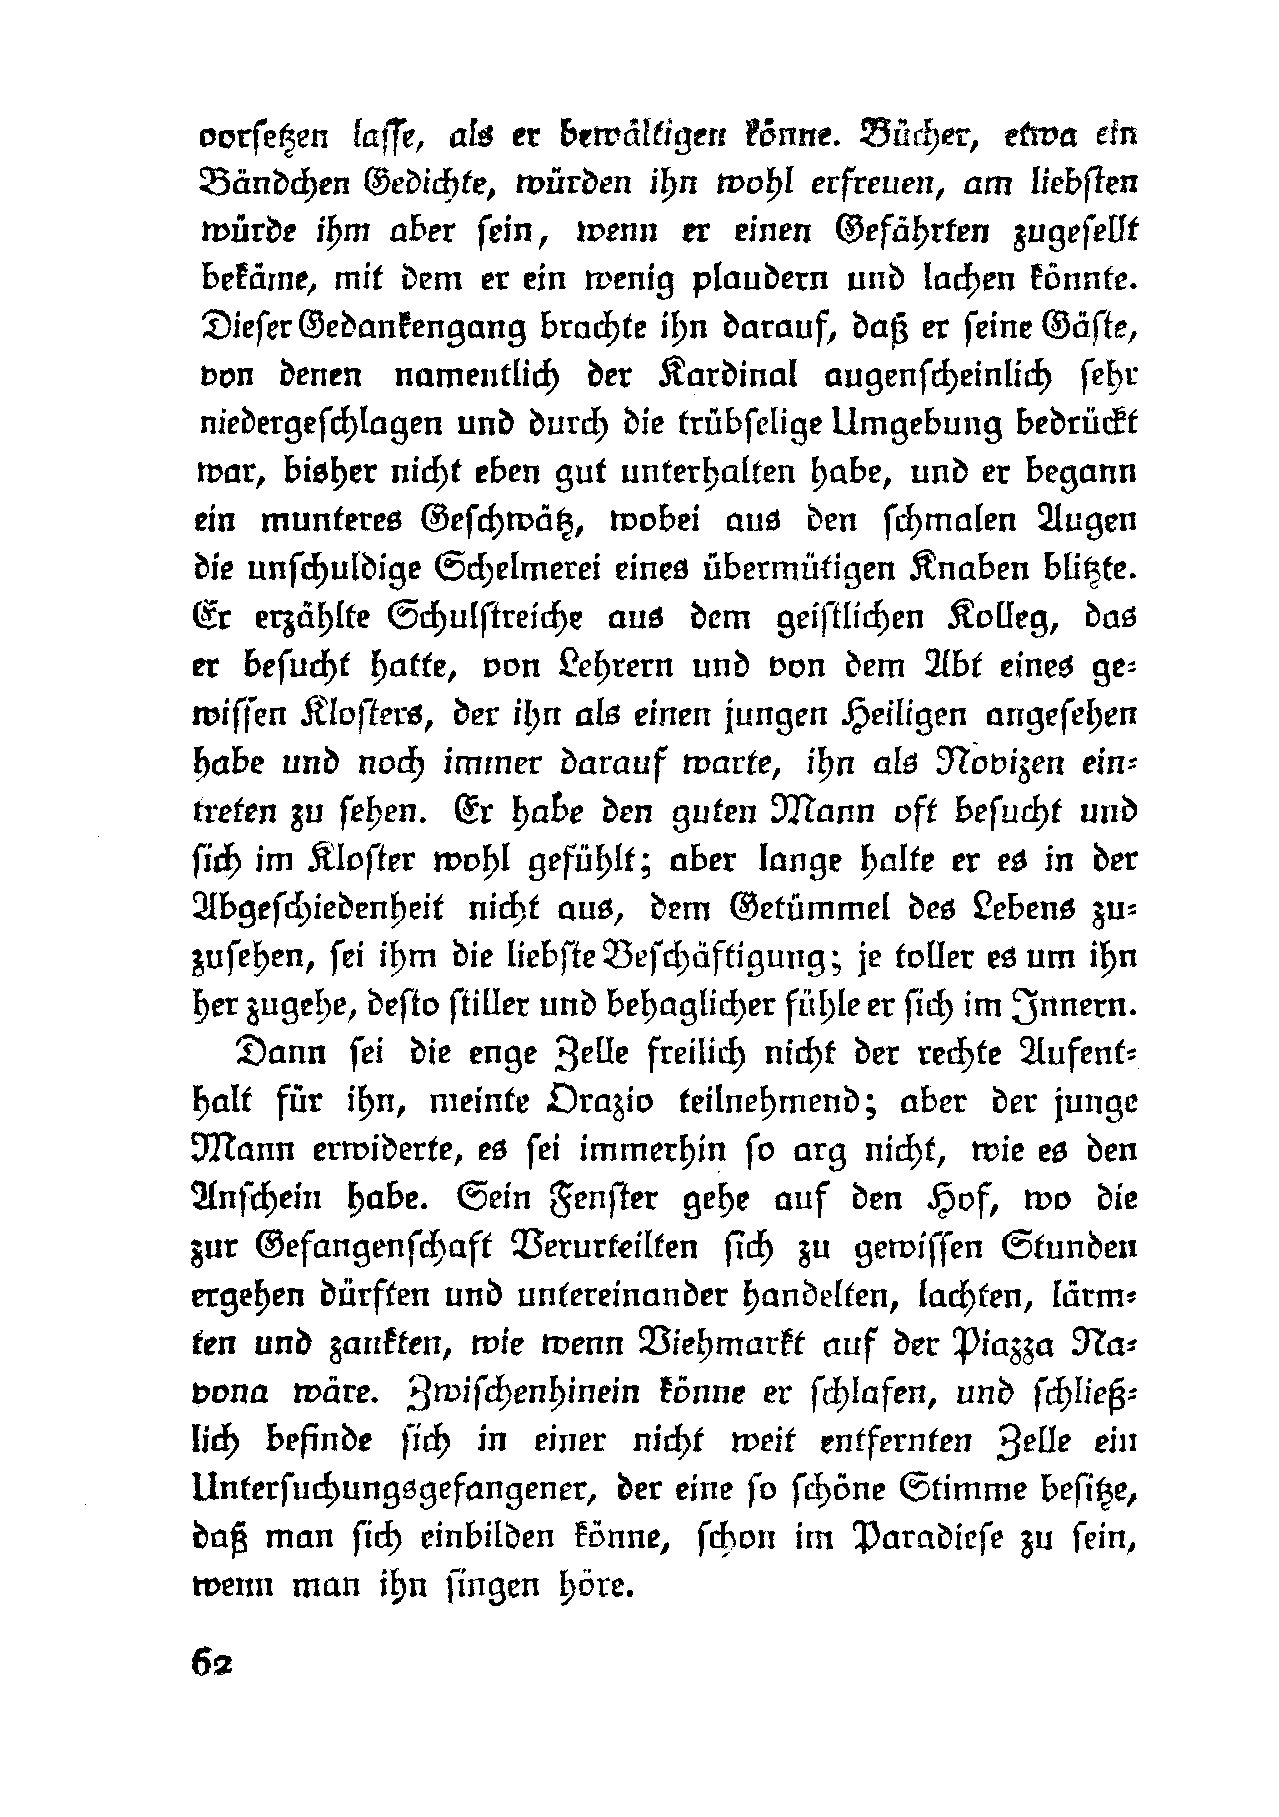 vorſetzen laſſe, als er bewältigen könne. Bücher, etwa ein
Bändchen Gedichte, würden ihn wohl erfreuen, am liebſten
würde ihm aber ſein, wenn er einen Gefährten zugeſellt
bekäme, mit dem er ein wenig plaudern und lachen könnte.
Dieſer Gedankengang brachte ihn darauf, daß er ſeine Gäſte,
von denen namentlich der Kardinal augenſcheinlich ſehr
niedergeſchlagen und durch die trübſelige Umgebung bedrückt
war, bisher nicht eben gut unterhalten habe, und er begann
ein munteres Geſchwätz, wobei aus den ſchmalen Augen
die unſchuldige Schelmerei eines übermütigen Knaben blitzte.
Er erzählte Schulſtreiche aus dem geiſtlichen Kolleg, das
er beſucht hatte, von Lehrern und von dem Abt eines ge-
wiſſen Kloſters, der ihn als einen jungen Heiligen angeſehen
habe und noch immer darauf warte, ihn als Novizen ein-
treten zu ſehen. Er habe den guten Mann oft beſucht und
ſich im Kloſter wohl gefühlt; aber lange halte er es in der
Abgeſchiedenheit nicht aus, dem Getümmel des Lebens zu-
zuſehen, ſei ihm die liebſte Beſchäftigung; je toller es um ihn
her zugehe, deſto ſtiller und behaglicher fühle er ſich im Innern.
Dann ſei die enge Zelle freilich nicht der rechte Aufent-
halt für ihn, meinte Orazio teilnehmend; aber der junge
Mann erwiderte, es ſei immerhin ſo arg nicht, wie es den
Anſchein habe. Sein Fenſter gehe auf den Hof, wo die
zur Gefangenſchaft Verurteilten ſich zu gewiſſen Stunden
ergehen dürften und untereinander handelten, lachten, lärm-
ten und zankten, wie wenn Viehmarkt auf der Piazza Na-
vona wäre. Zwiſchenhinein könne er ſchlafen, und ſchließ-
lich befinde ſich in einer nicht weit entfernten Zelle ein
Unterſuchungsgefangener, der eine ſo ſchöne Stimme beſitze,
daß man ſich einbilden könne, ſchon im Paradieſe zu ſein,
wenn man ihn ſingen höre.
62